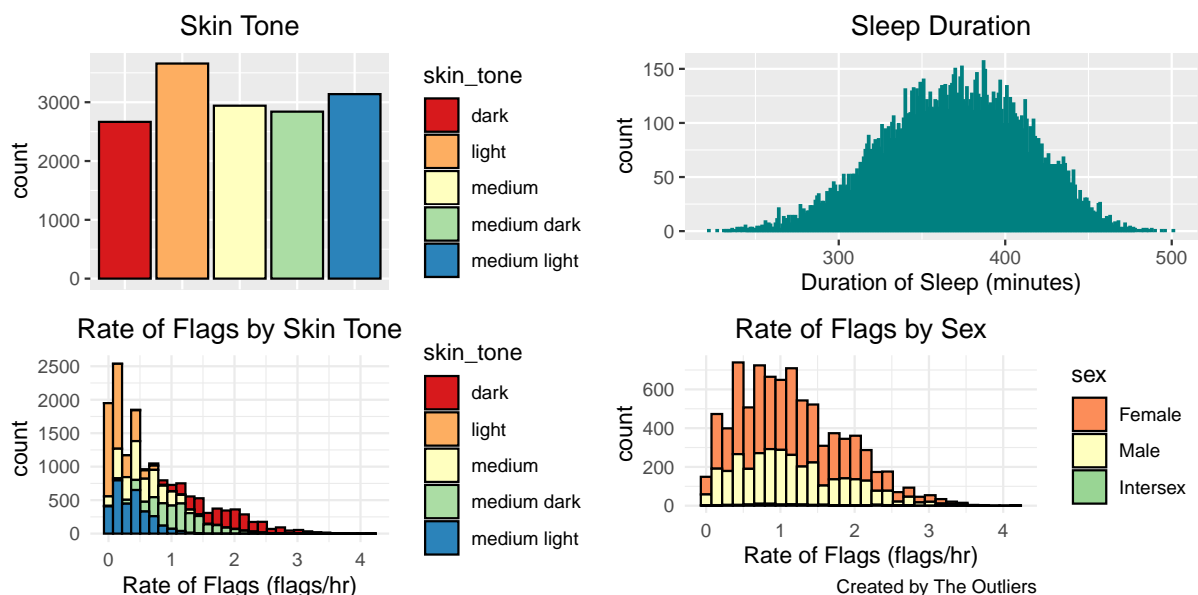 Skin Tone
count
3000
2000
1000
0
skin_tone
dark
light
medium
medium dark
medium light
Sleep Duration
count
150
100
50
0
300 400 500
Duration of Sleep (minutes)
Rate of Flags by Skin Tone
count
2500
2000
1500
1000
500
0
0 1 2 3 4
Rate of Flags (flags/hr)
skin_tone
dark
light
medium
medium dark
medium light
Rate of Flags by Sex
count
600
400
200
0
0 1 2 3 4
Rate of Flags (flags/hr)
sex
Female
Male
Intersex
Created by The Outliers